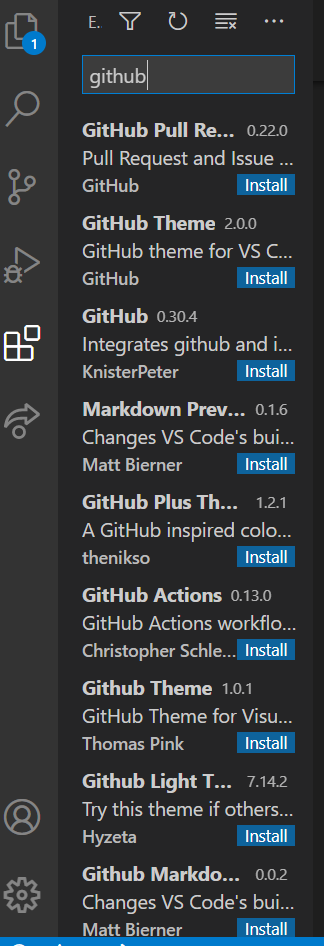 1
E.
github
GitHub Pull Re... 0.22.0
Pull Request and Issue ...
GitHub Install
GitHub Theme 2.0.0
GitHub theme for VS C...
GitHub Install
GitHub 0.30.4
Integrates github and i...
KnisterPeter Install
Markdown Prev... 0.1.6
Changes VS Code's bui...
Matt Bierner Install
GitHub Plus Th... 1.2.1
A GitHub inspired colo...
thenikso Install
GitHub Actions 0.13.0
GitHub Actions workflo...
Christopher Schle... Install
Github Theme 1.0.1
GitHub Theme for Visu...
Thomas Pink Install
Github Light T... 7.14.2
Try this theme if others...
Hyzeta Install
Github Markdo... 0.0.2
Changes VS Code's bui...
Matt Bierner Install